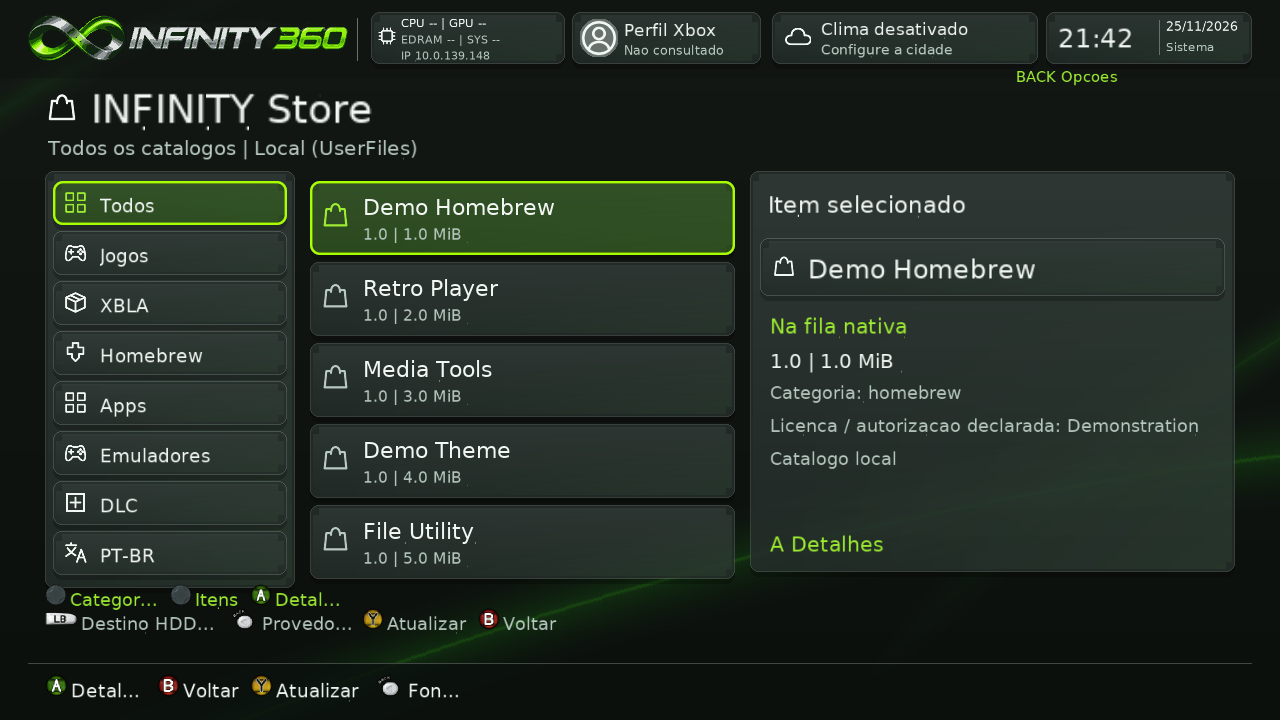 INFINITY 360
CPU -- | GPU --
EDRAM -- | SYS --
IP 10.0.139.148
Perfil Xbox
Nao consultado
Clima desativado
Configure a cidade
21:42
25/11/2026
Sistema
BACK Opcoes
INFINITY Store
Todos os catalogos | Local (UserFiles)
Todos
Jogos
XBLA
Homebrew
Apps
Emuladores
DLC
PT-BR
Demo Homebrew
1.0 | 1.0 MiB
Retro Player
1.0 | 2.0 MiB
Media Tools
1.0 | 3.0 MiB
Demo Theme
1.0 | 4.0 MiB
File Utility
1.0 | 5.0 MiB
Item selecionado
Demo Homebrew
Na fila nativa
1.0 | 1.0 MiB
Categoria: homebrew
Licenca / autorizacao declarada: Demonstration
Catalogo local
A Detalhes
Categor... Itens A Detal...
LB Destino HDD... Provedo... Y Atualizar B Voltar
A Detal... B Voltar Y Atualizar Fon...